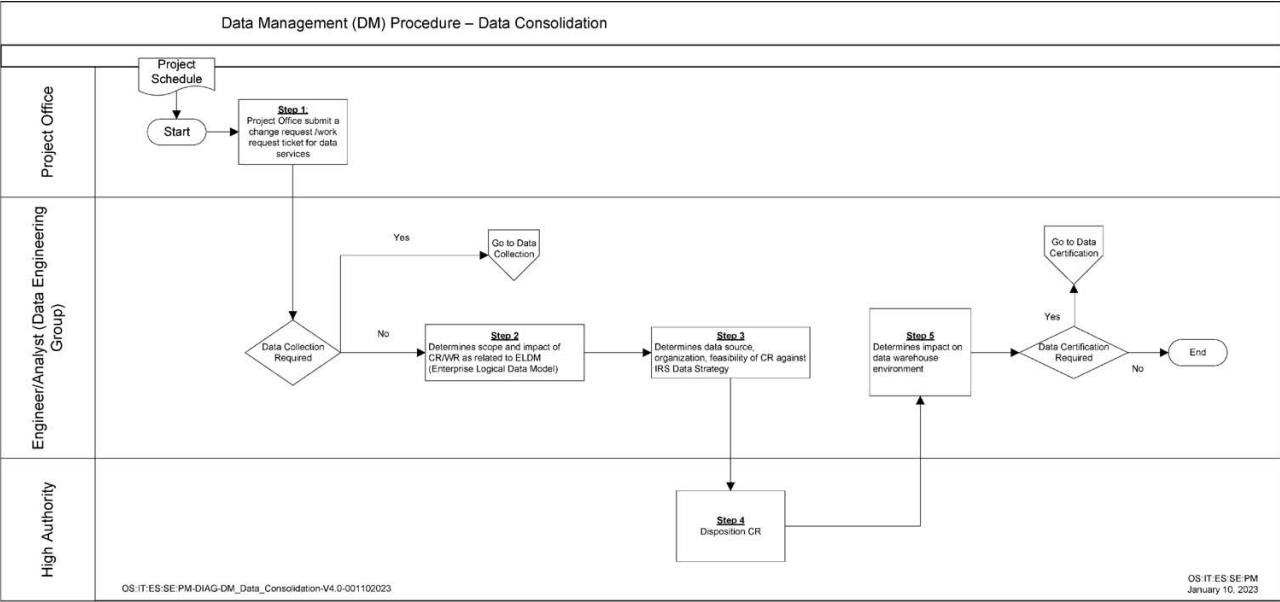 Data Management (DM) Procedure – Data Consolidation
Project
Schedule
Project Office
Start
Step 1:
Project Office submit a
change request /work
request ticket for data
services
Engineer/Analyst (Data Engineering
Group)
Yes
Go to Data
Collection
Data Collection
Required
No
Step 2
Determines scope and impact of
CR/WR as related to ELDM
(Enterprise Logical Data Model)
Step 3
Determines data source,
organization, feasibility of CR against
IRS Data Strategy
Step 5
Determines impact on
data warehouse
environment
Go to Data
Certification
Yes
Data Certification
Required
No
End
High Authority
Step 4
Disposition CR
OS:IT:ES:SE:PM-DIAG-DM_Data_Consolidation-V4.0-001102023
OS:IT:ES:SE:PM
January 10, 2023